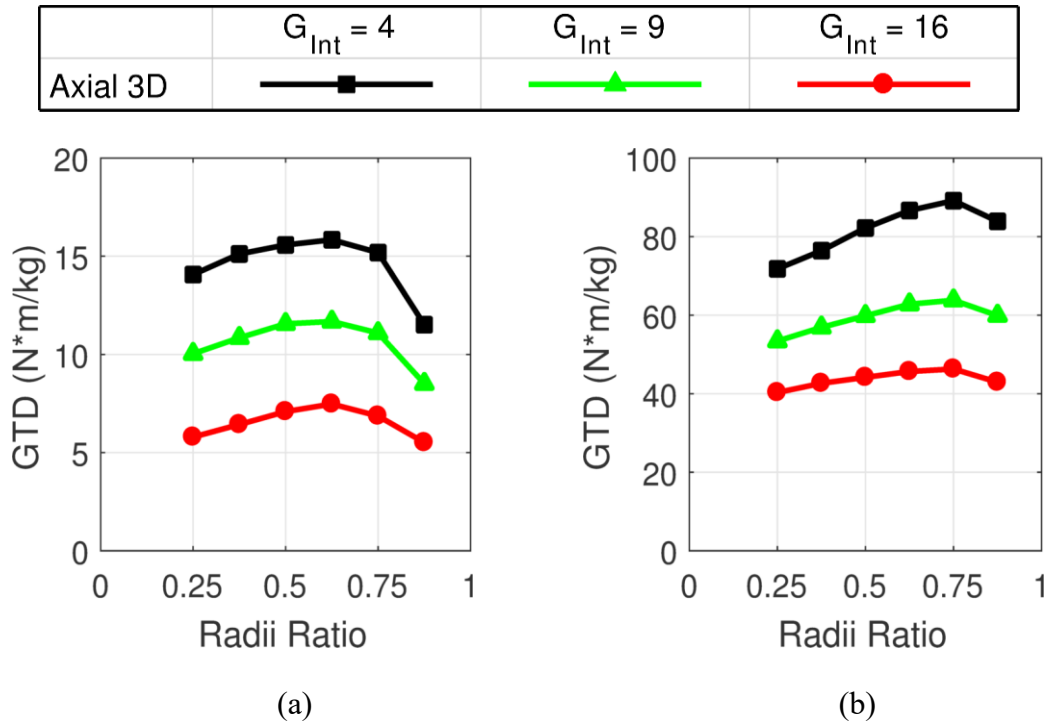 G_Int = 4 G_Int = 9 G_Int = 16
Axial 3D
20
15
10
5
0
GTD (N*m/kg)
0 0.25 0.5 0.75 1
Radii Ratio
(a)
100
80
60
40
20
0
GTD (N*m/kg)
0 0.25 0.5 0.75 1
Radii Ratio
(b)